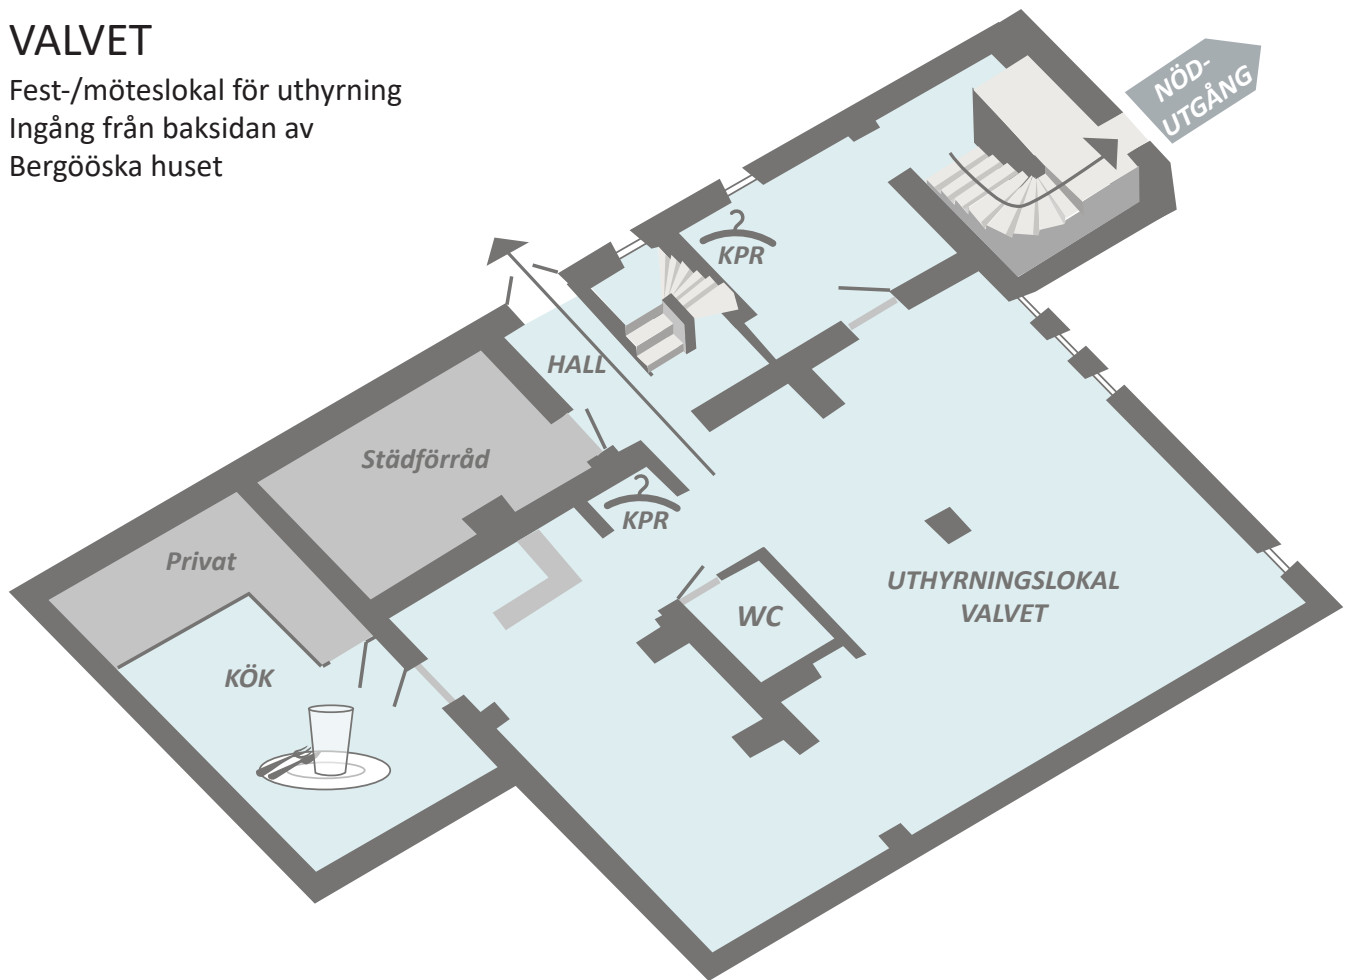 VALVET
Fest-/möteslokal för uthyrning
Ingång från baksidan av
Bergööska huset
NÖD-
UTGÅNG
KPR
HALL
Städförråd
KPR
Privat
UTHYRNINGSLOKAL
VALVET
WC
KÖK